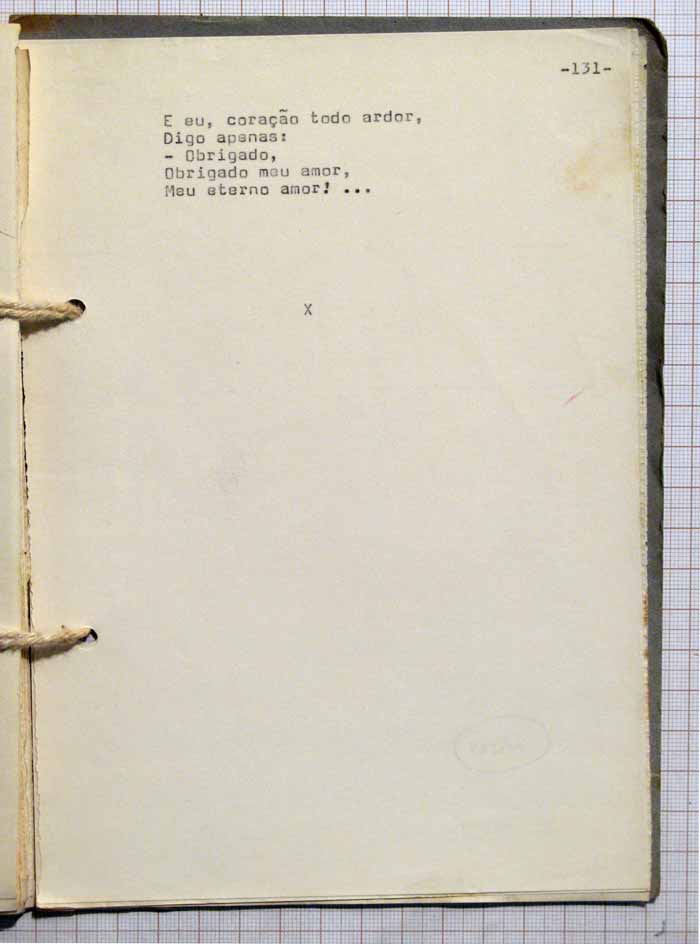 -131-
E eu, coração todo ardor,
Digo apenas:
- Obrigado,
Obrigado meu amor,
Meu eterno amor! ...
X